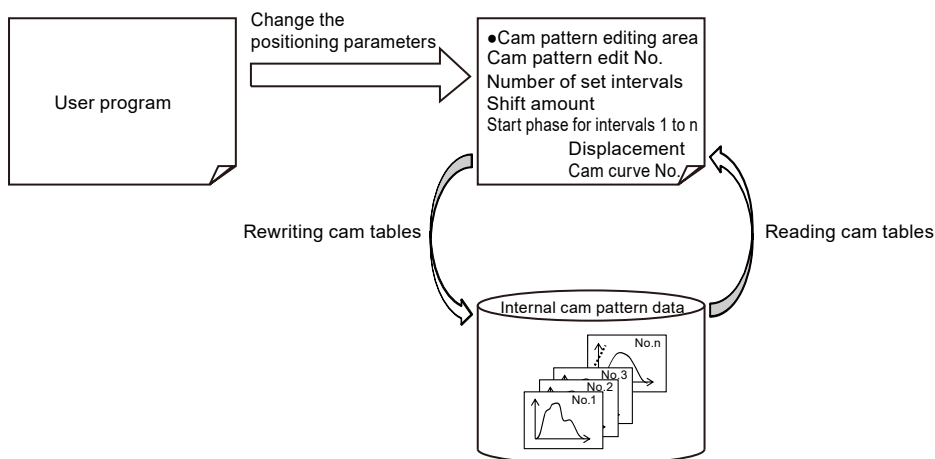 Change the
positioning parameters
User program
●Cam pattern editing area
Cam pattern edit No.
Number of set intervals
Shift amount
Start phase for intervals 1 to n
Displacement
Cam curve No.
Rewriting cam tables
Reading cam tables
Internal cam pattern data
No.n
No.3
No.2
No.1